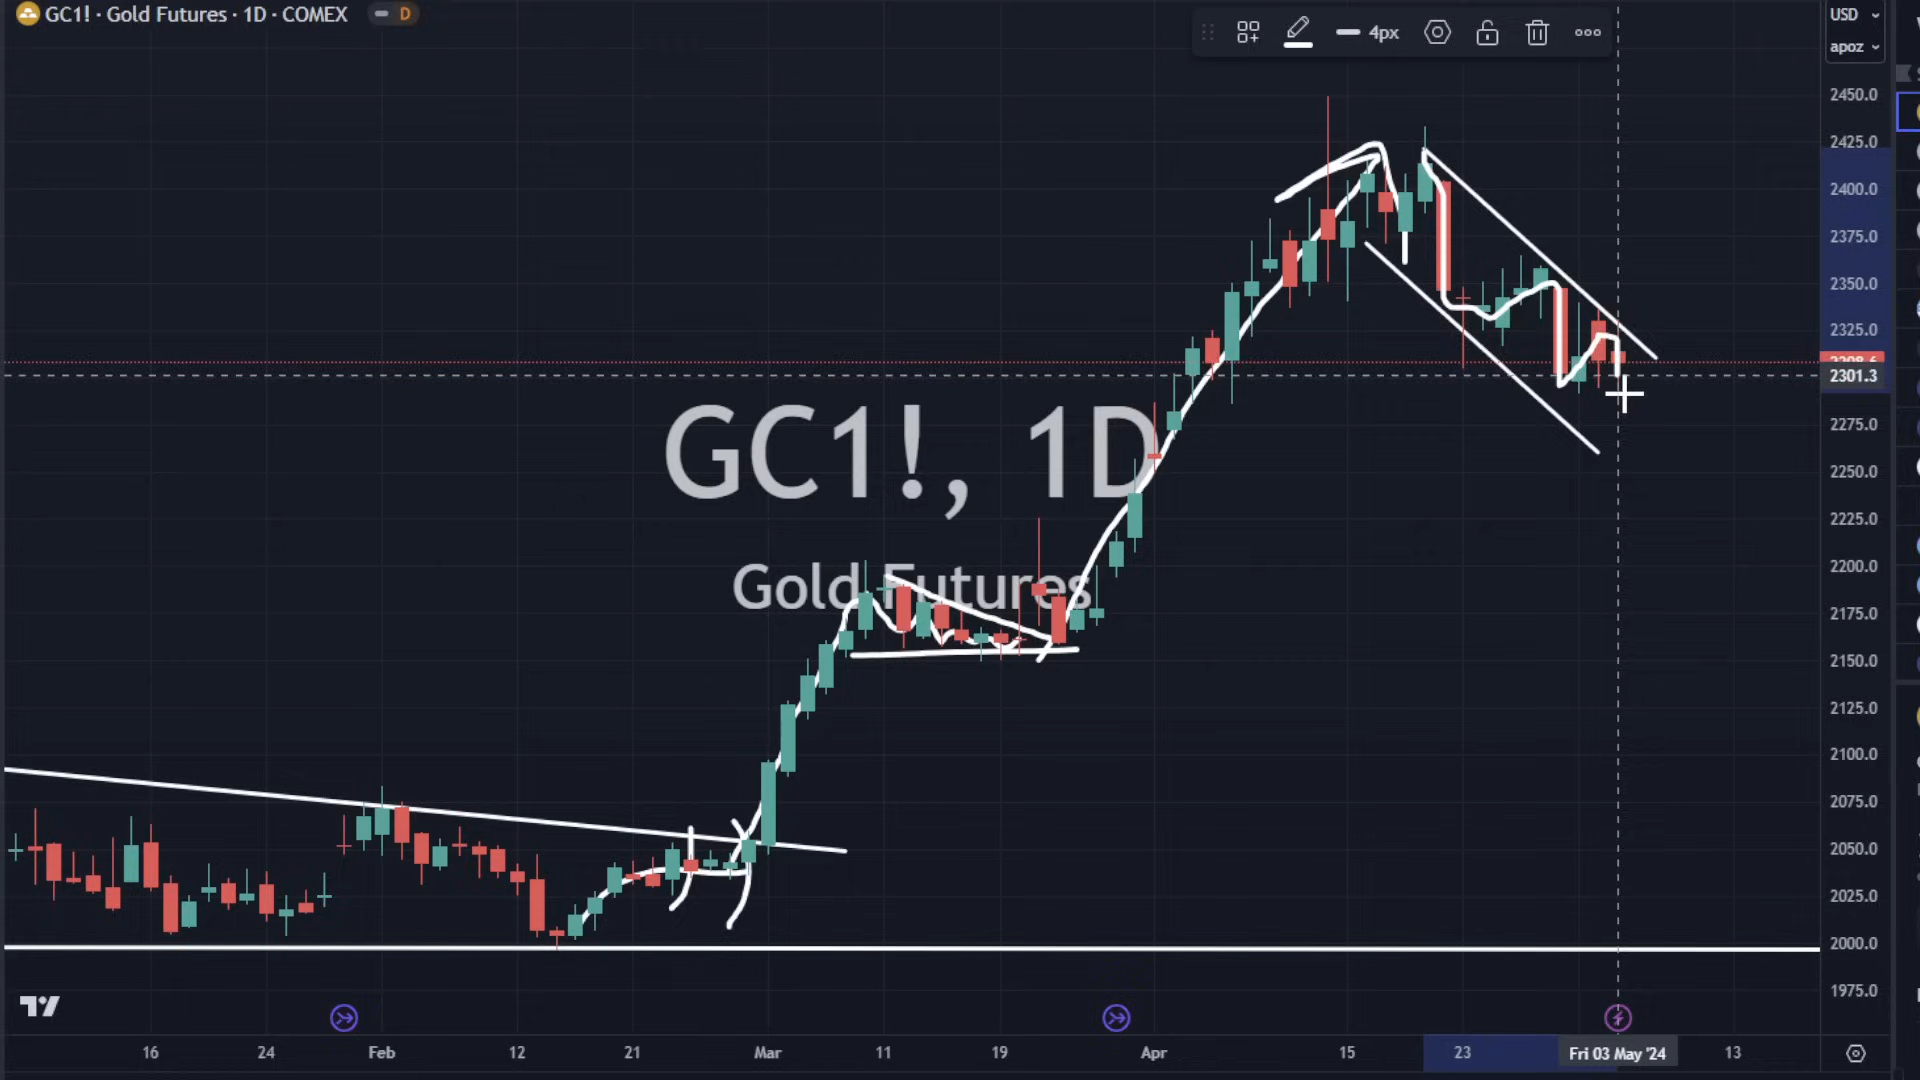 GC1! · Gold Futures · 1D · COMEX
D
4px
USD
apoz
2450.0
2425.0
2400.0
2375.0
2350.0
2325.0
2301.3
2275.0
2250.0
2225.0
2200.0
2175.0
2150.0
2125.0
2100.0
2075.0
2050.0
2025.0
2000.0
1975.0
GC1!, 1D
Gold Futures
16
24
Feb
12
21
Mar
11
19
Apr
15
23
Fri 03 May '24
13